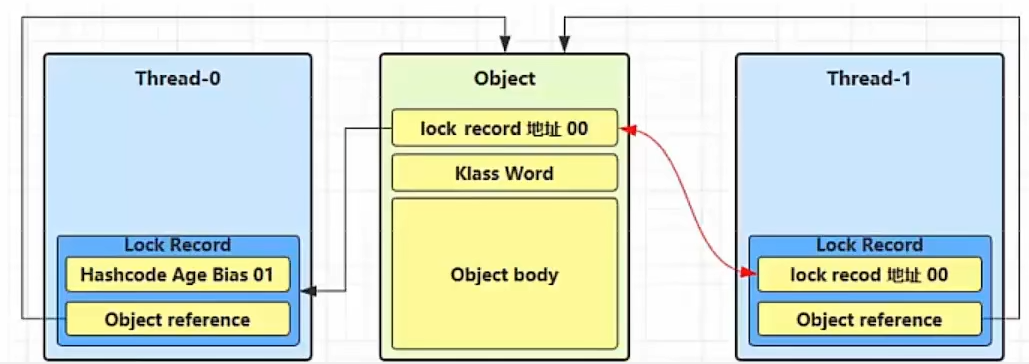 Thread-0
Lock Record
Hashcode Age Bias 01
Object reference
Object
lock record 地址 00
Klass Word
Object body
Thread-1
Lock Record
lock recod 地址 00
Object reference